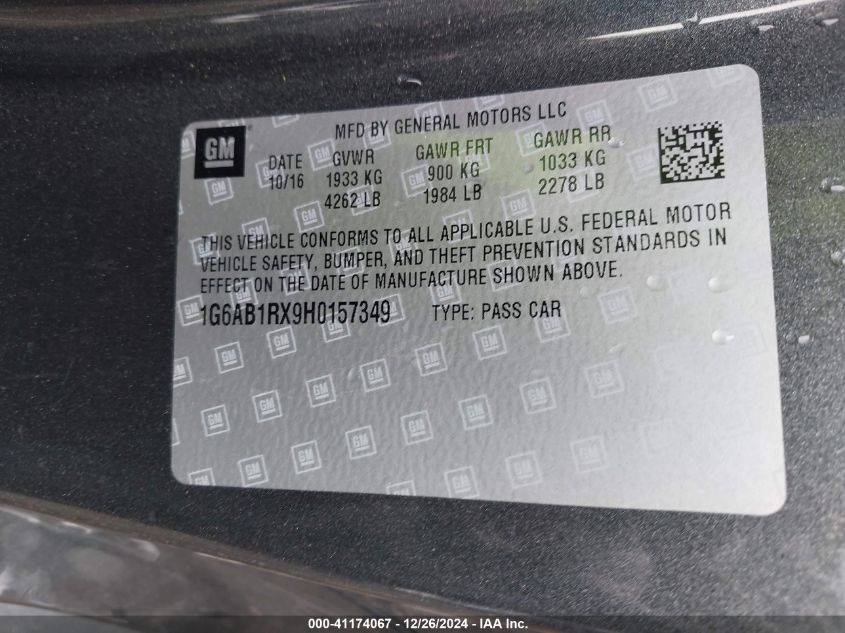 GM
MFD BY GENERAL MOTORS LLC
DATE GVWR GAWR FRT GAWR RR
10/16 1933 KG 900 KG 1033 KG
4262 LB 1984 LB 2278 LB
THIS VEHICLE CONFORMS TO ALL APPLICABLE U.S. FEDERAL MOTOR
VEHICLE SAFETY, BUMPER, AND THEFT PREVENTION STANDARDS IN
EFFECT ON THE DATE OF MANUFACTURE SHOWN ABOVE.
1G6AB1RX9H0157349 TYPE: PASS CAR
000-41174067 - 12/26/2024 - IAA Inc.